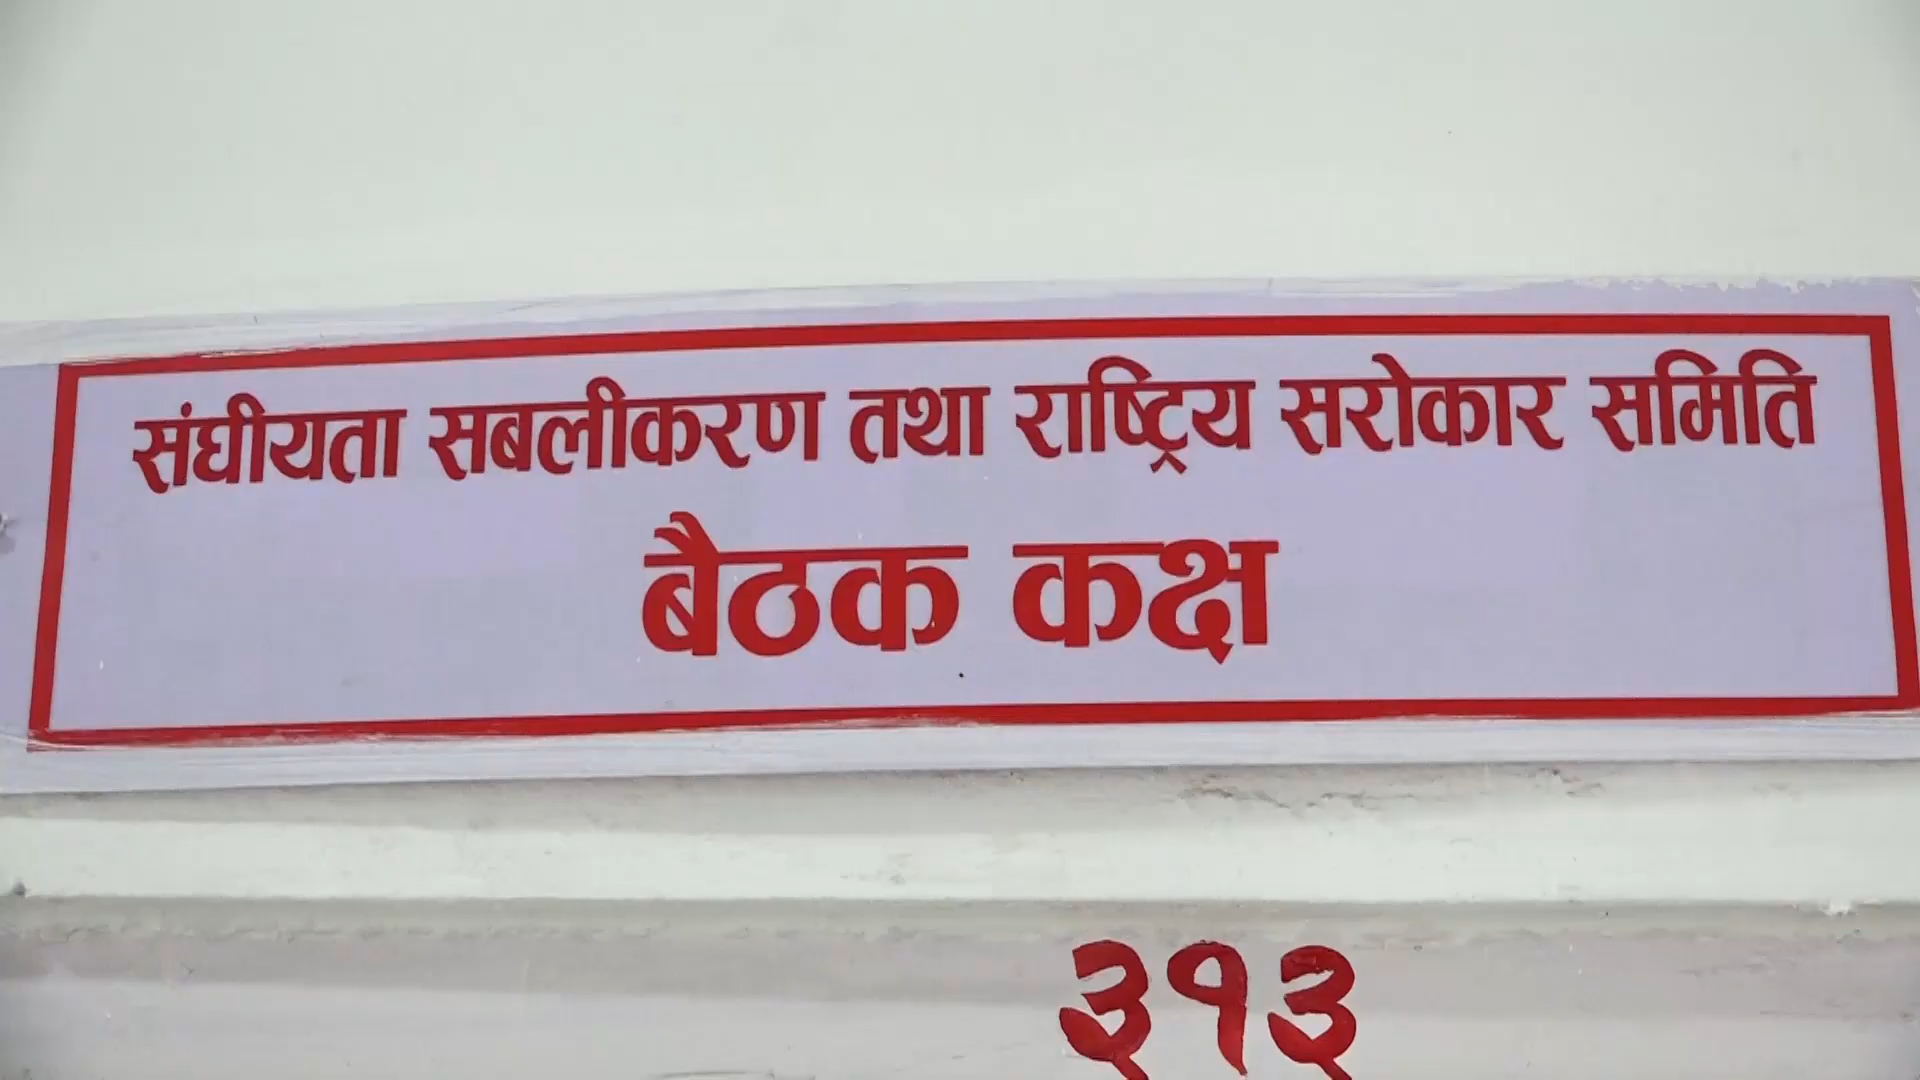 संघीयता सबलीकरण तथा राष्ट्रिय सरोकार समिति
बैठक कक्ष
३१३